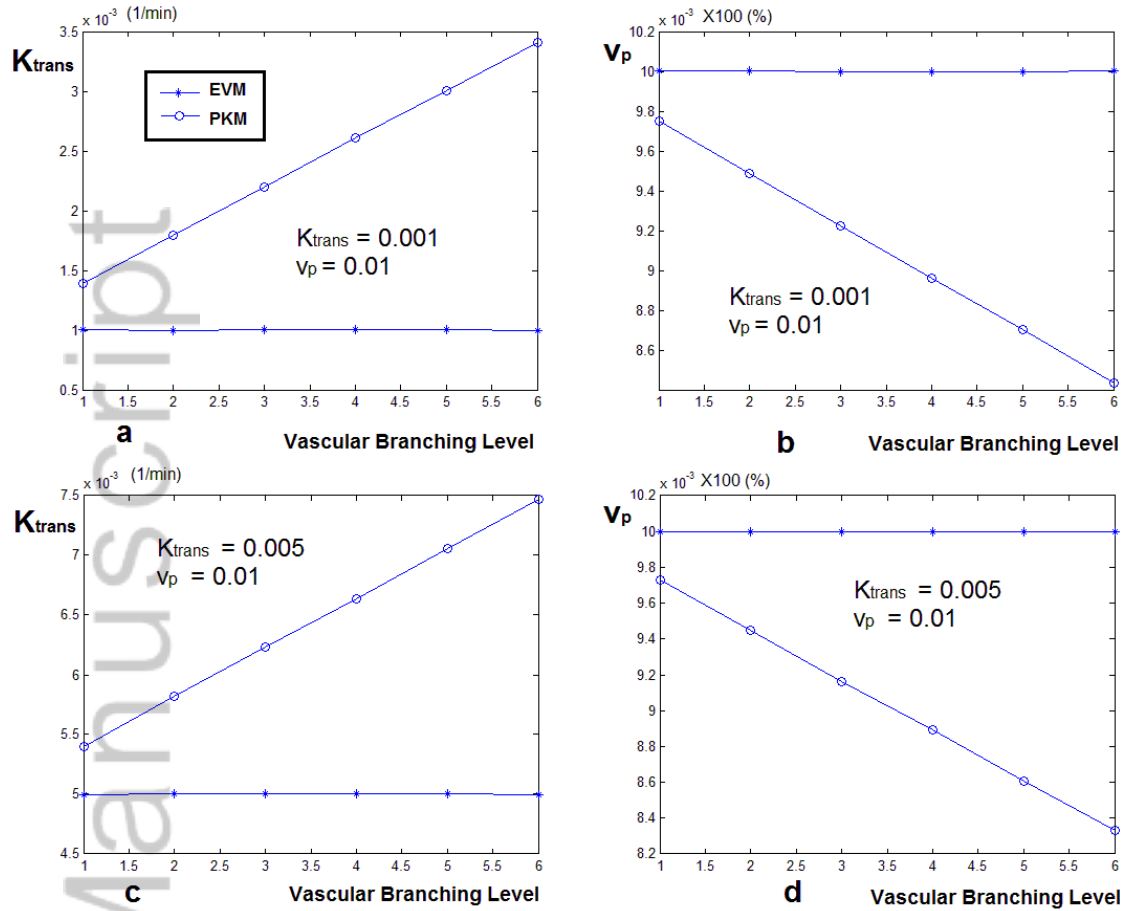 x 10⁻³ (1/min)
Ktrans
3.5
3
2.5
2
1.5
1
0.5
EVM
PKM
Ktrans = 0.001
vp = 0.01
1 1.5 2 2.5 3 3.5 4 4.5 5 5.5 6
a
Vascular Branching Level
x 10⁻³ X100 (%)
vp
10.2
10
9.8
9.6
9.4
9.2
9
8.8
8.6
Ktrans = 0.001
vp = 0.01
1 1.5 2 2.5 3 3.5 4 4.5 5 5.5 6
b
Vascular Branching Level
x 10⁻³ (1/min)
Ktrans
7.5
7
6.5
6
5.5
5
4.5
Ktrans = 0.005
vp = 0.01
1 1.5 2 2.5 3 3.5 4 4.5 5 5.5 6
c
Vascular Branching Level
x 10⁻³ X100 (%)
vp
10.2
10
9.8
9.6
9.4
9.2
9
8.8
8.6
8.4
8.2
Ktrans = 0.005
vp = 0.01
1 1.5 2 2.5 3 3.5 4 4.5 5 5.5 6
d
Vascular Branching Level
Manuscript